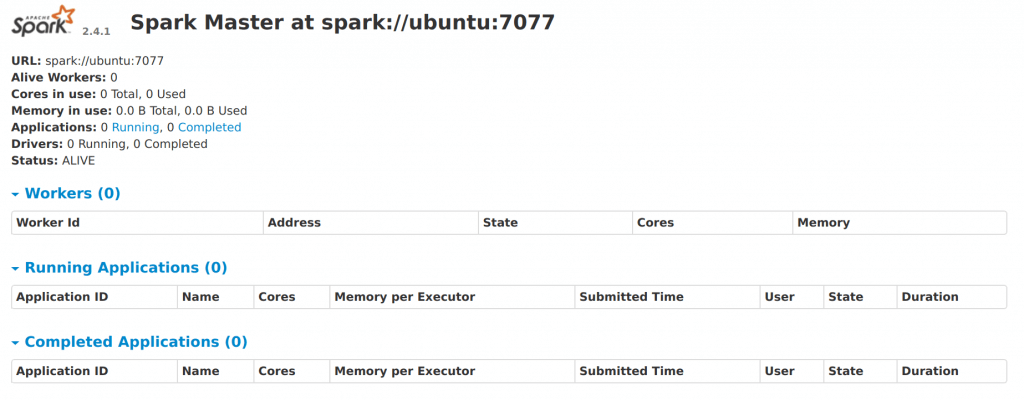 APACHE
Spark 2.4.1 Spark Master at spark://ubuntu:7077
URL: spark://ubuntu:7077
Alive Workers: 0
Cores in use: 0 Total, 0 Used
Memory in use: 0.0 B Total, 0.0 B Used
Applications: 0 Running, 0 Completed
Drivers: 0 Running, 0 Completed
Status: ALIVE
Workers (0)
Worker Id Address State Cores Memory
Running Applications (0)
Application ID Name Cores Memory per Executor Submitted Time User State Duration
Completed Applications (0)
Application ID Name Cores Memory per Executor Submitted Time User State Duration